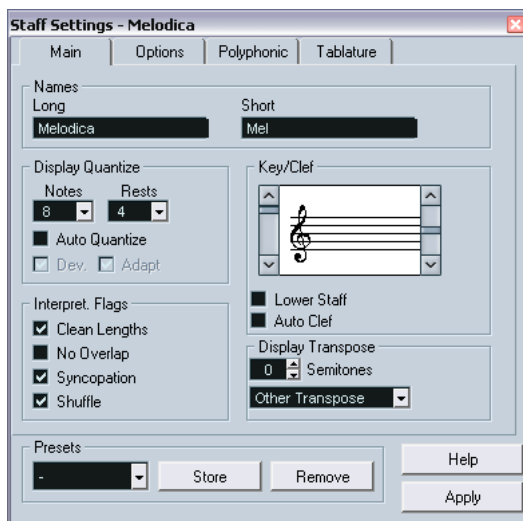 Staff Settings - Melodica
Main Options Polyphonic Tablature
Names
Long Short
Melodica Mel
Display Quantize
Notes Rests
8 4
Auto Quantize
Dev. Adapt
Interpret. Flags
Clean Lengths
No Overlap
Syncopation
Shuffle
Key/Clef
Lower Staff
Auto Clef
Display Transpose
0 Semitones
Other Transpose
Presets
- Store Remove
Help
Apply